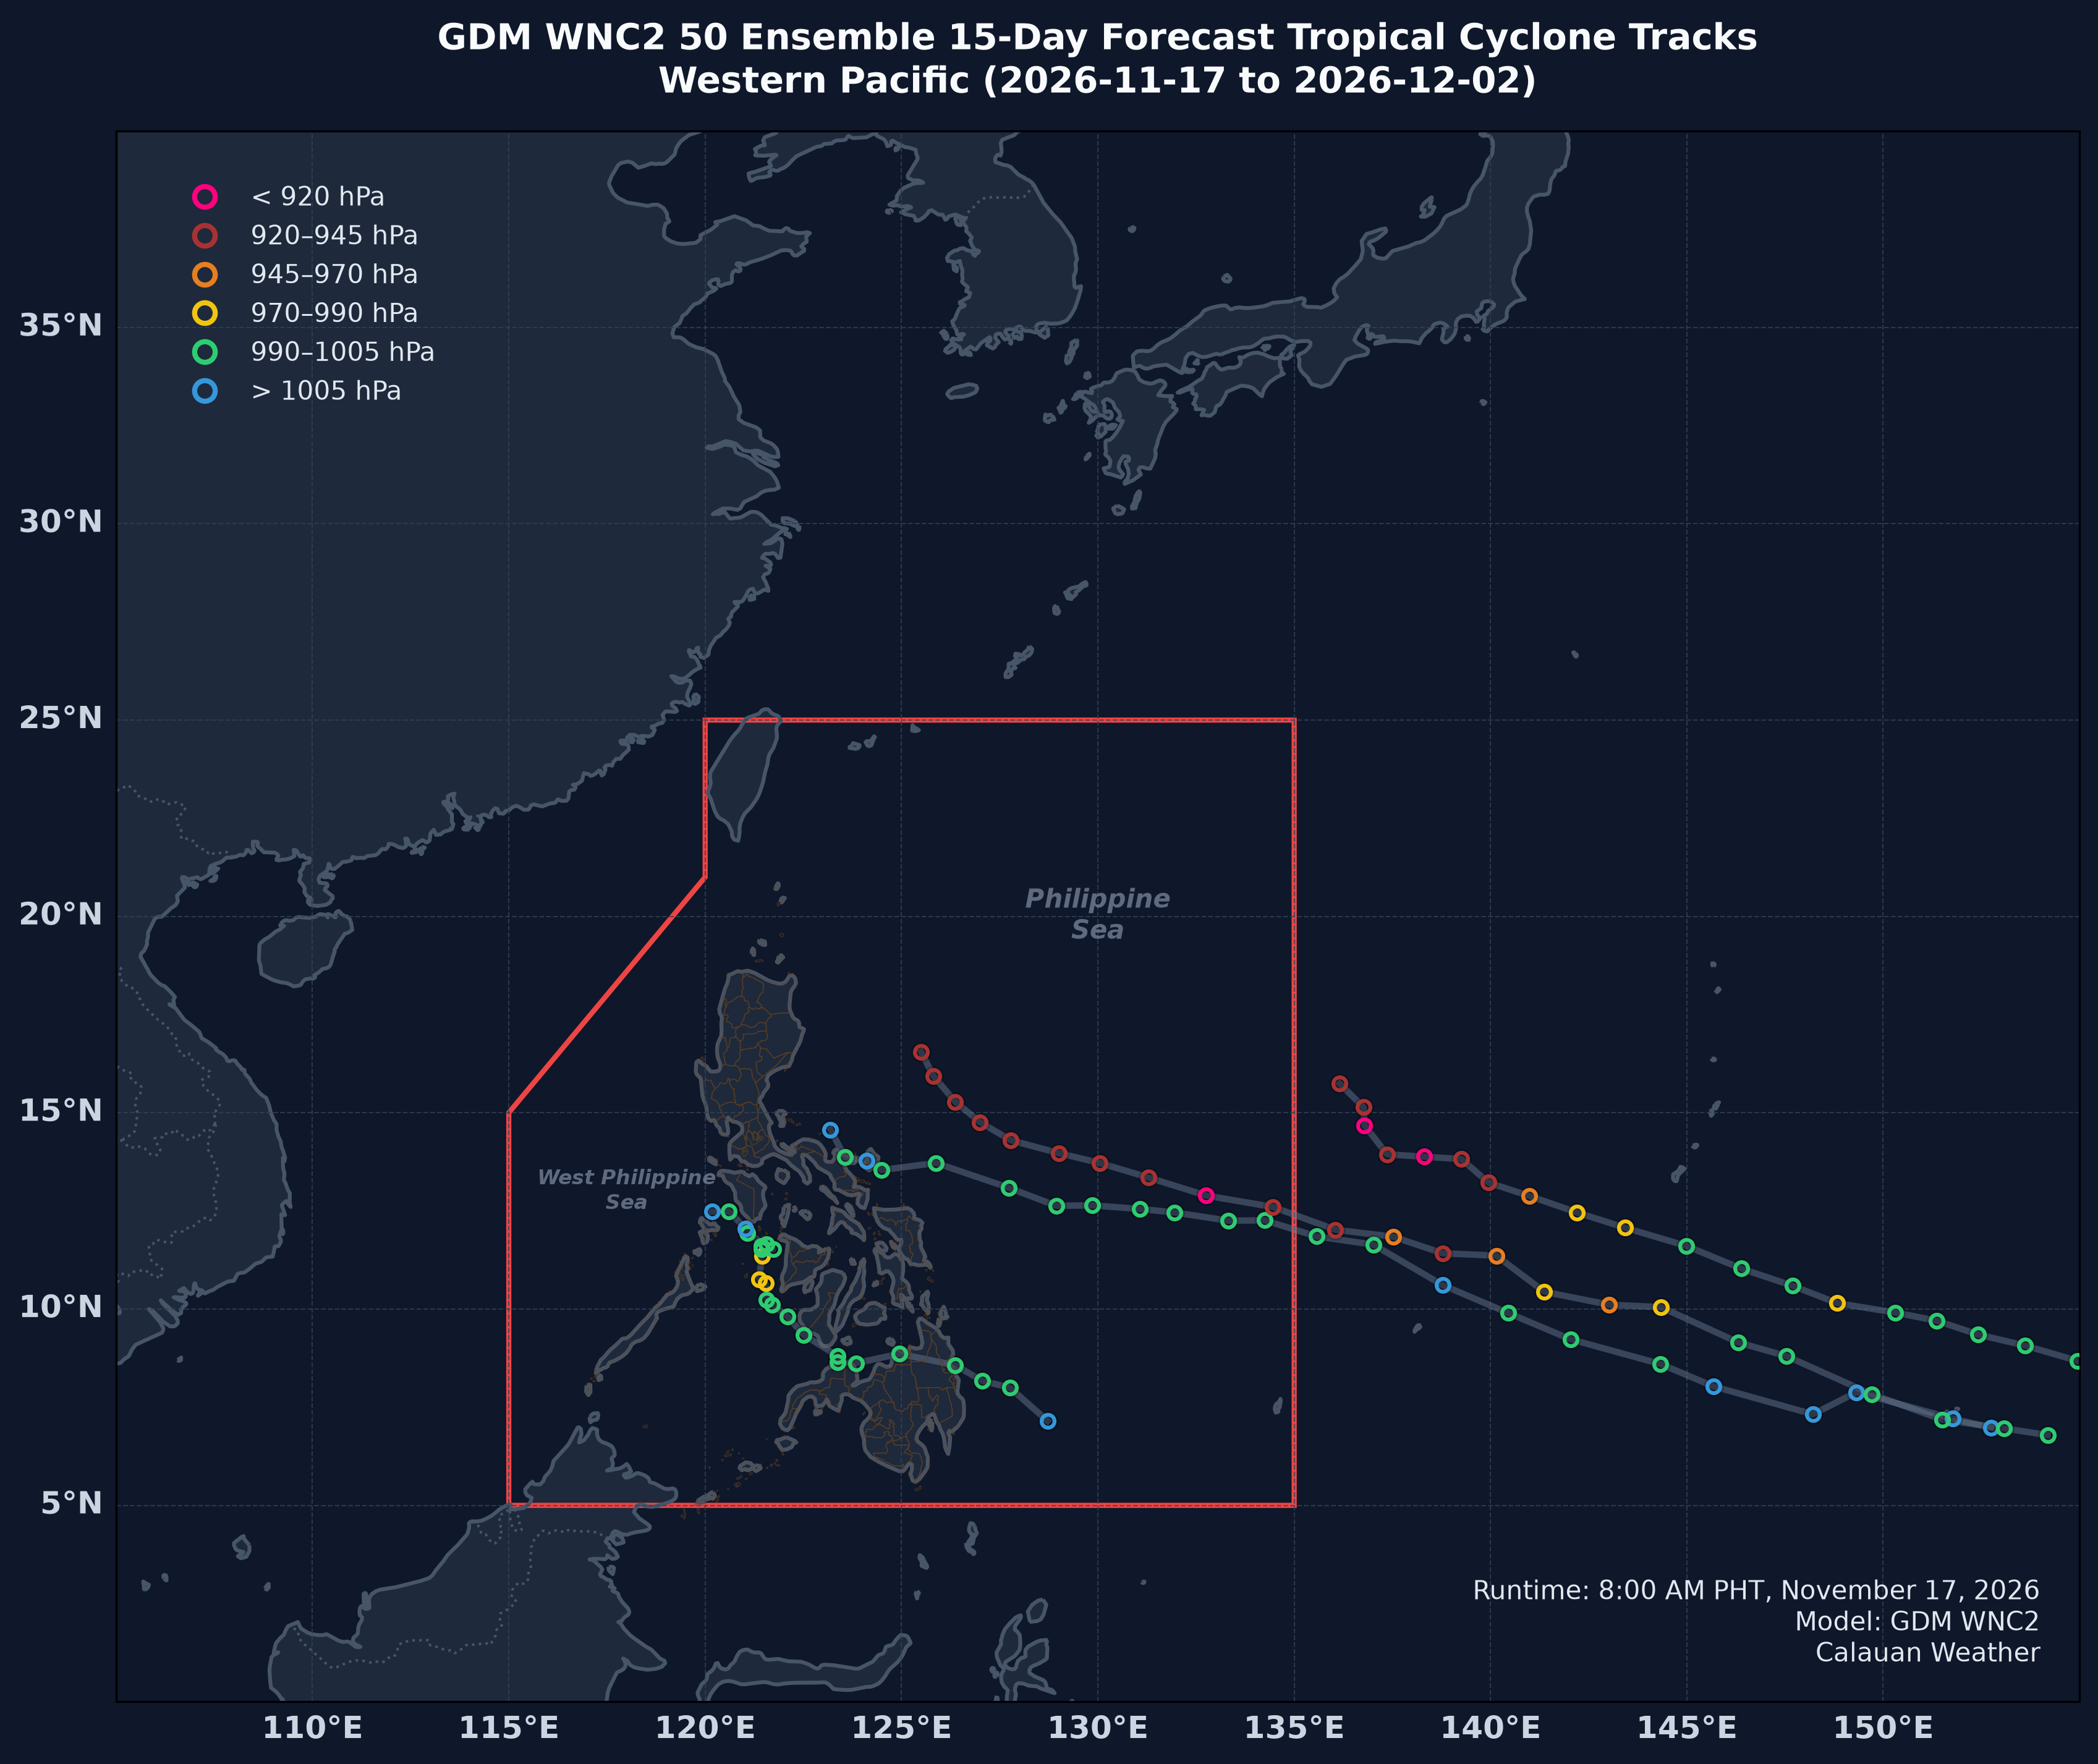 GDM WNC2 50 Ensemble 15-Day Forecast Tropical Cyclone Tracks
Western Pacific (2026-11-17 to 2026-12-02)
< 920 hPa
920–945 hPa
945–970 hPa
970–990 hPa
990–1005 hPa
> 1005 hPa
35°N
30°N
25°N
20°N
15°N
10°N
5°N
Philippine
Sea
West Philippine
Sea
Runtime: 8:00 AM PHT, November 17, 2026
Model: GDM WNC2
Calauan Weather
110°E
115°E
120°E
125°E
130°E
135°E
140°E
145°E
150°E